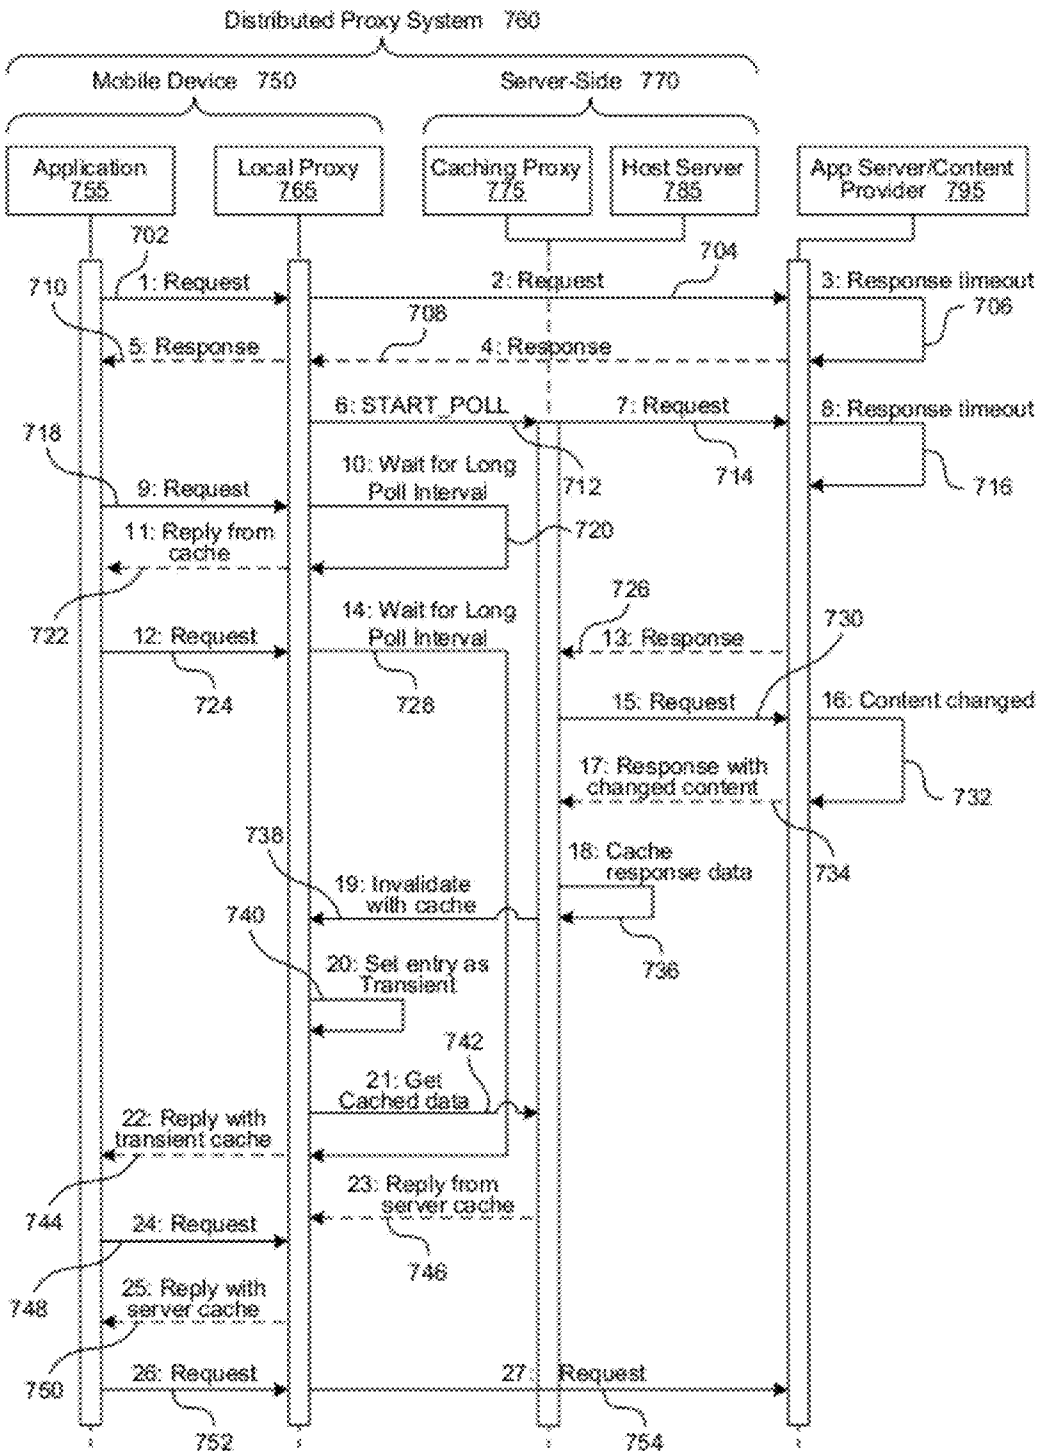 Distributed Proxy System 760
Mobile Device 750
Server-Side 770
Application
755
Local Proxy
765
Caching Proxy
775
Host Server
785
App Server/Content
Provider 795
702
1: Request
2: Request
704
3: Response timeout
706
710
5: Response
708
4: Response
6: START_POLL
7: Request
8: Response timeout
712
714
716
718
9: Request
10: Wait for Long
Poll Interval
720
11: Reply from
cache
722
12: Request
724
14: Wait for Long
Poll Interval
728
726
13: Response
730
15: Request
16: Content changed
732
17: Response with
changed content
734
18: Cache
response data
736
738
19: Invalidate
with cache
740
20: Set entry as
Transient
742
21: Get
Cached data
22: Reply with
transient cache
744
23: Reply from
server cache
746
24: Request
748
25: Reply with
server cache
750
26: Request
752
27: Request
754